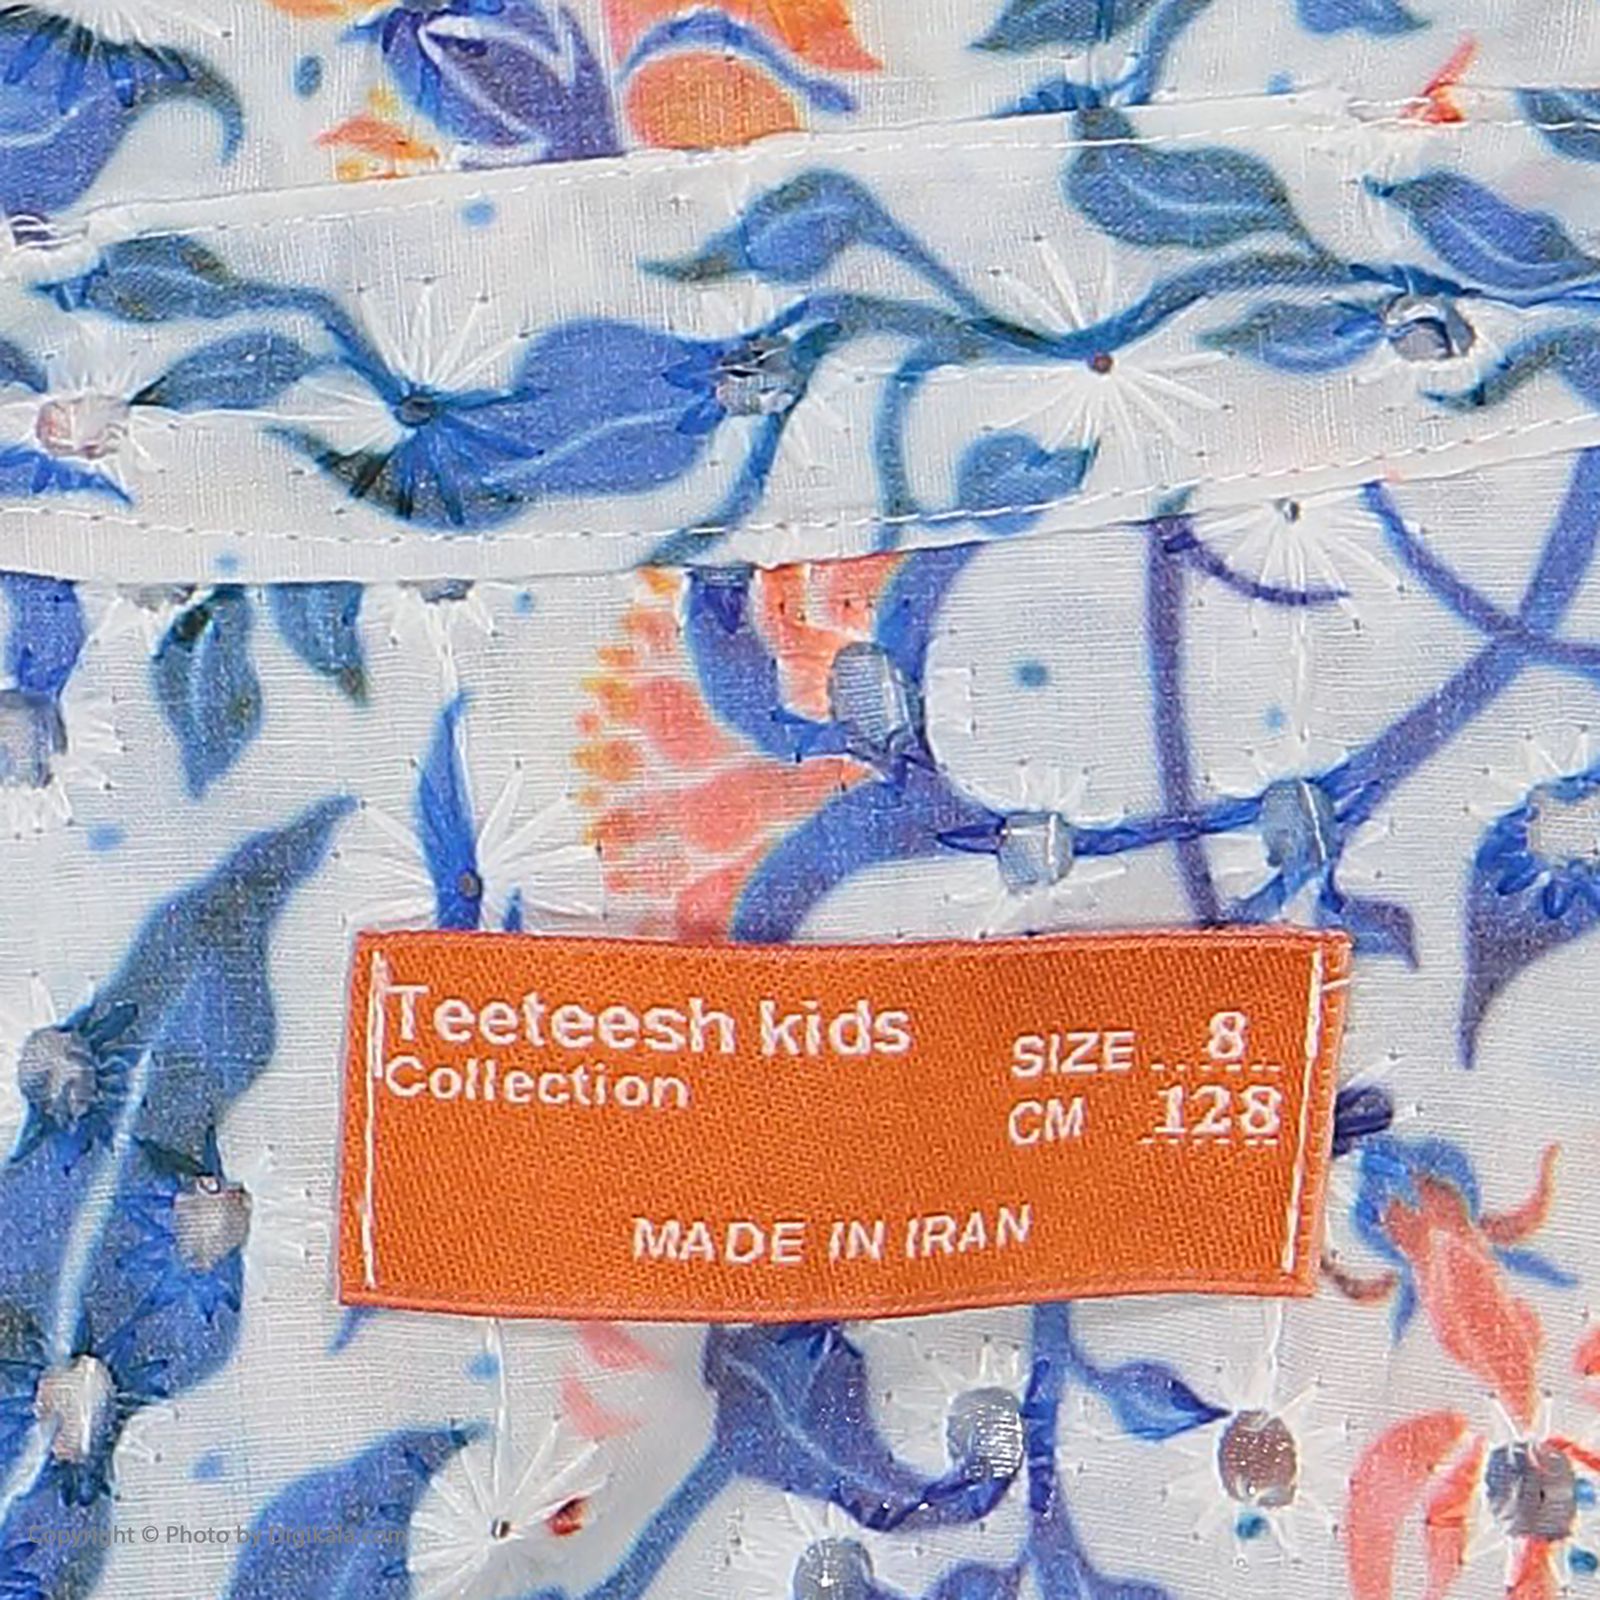 Teeteesh kids
Collection
SIZE 8
CM 128
MADE IN IRAN
Copyright © Photo by Digikala.com